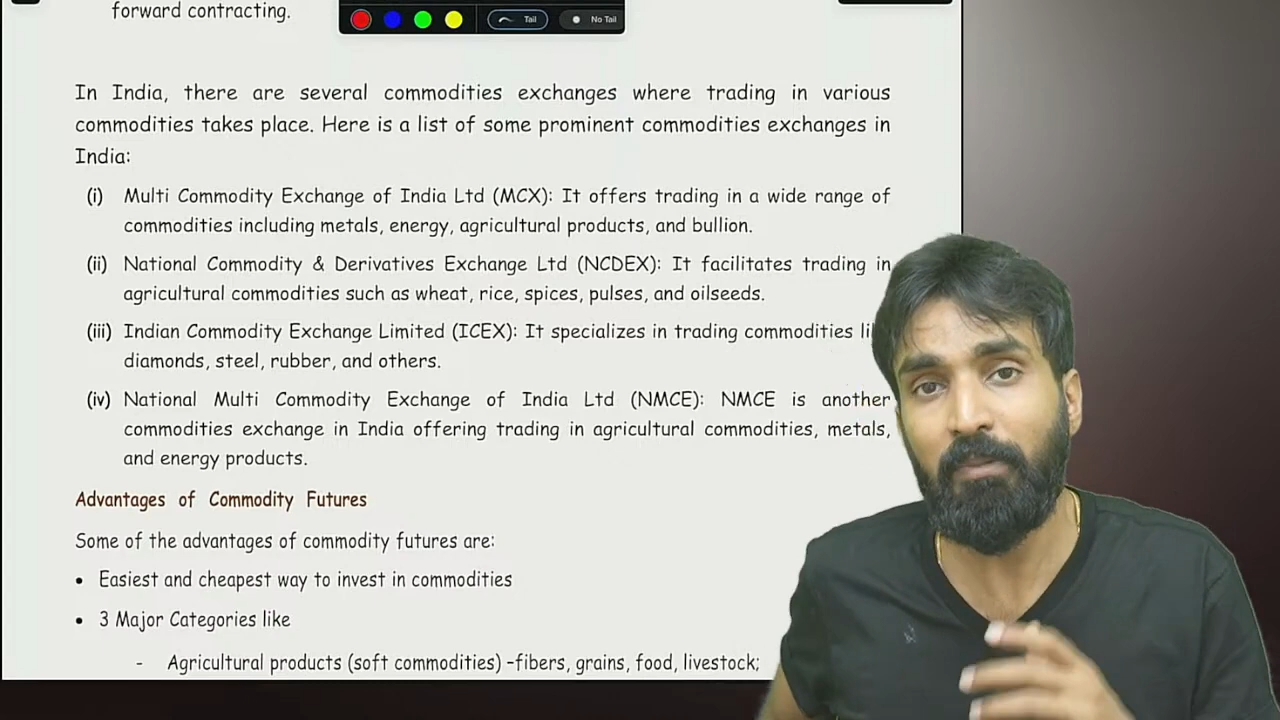 forward contracting.
Tail
No Tail
In India, there are several commodities exchanges where trading in various
commodities takes place. Here is a list of some prominent commodities exchanges in
India:
(i) Multi Commodity Exchange of India Ltd (MCX): It offers trading in a wide range of
commodities including metals, energy, agricultural products, and bullion.
(ii) National Commodity & Derivatives Exchange Ltd (NCDEX): It facilitates trading in
agricultural commodities such as wheat, rice, spices, pulses, and oilseeds.
(iii) Indian Commodity Exchange Limited (ICEX): It specializes in trading commodities
diamonds, steel, rubber, and others.
(iv) National Multi Commodity Exchange of India Ltd (NMCE): NMCE is another
commodities exchange in India offering trading in agricultural commodities, metals,
and energy products.
Advantages of Commodity Futures
Some of the advantages of commodity futures are:
• Easiest and cheapest way to invest in commodities
• 3 Major Categories like
- Agricultural products (soft commodities) –fibers, grains, food, livestock;